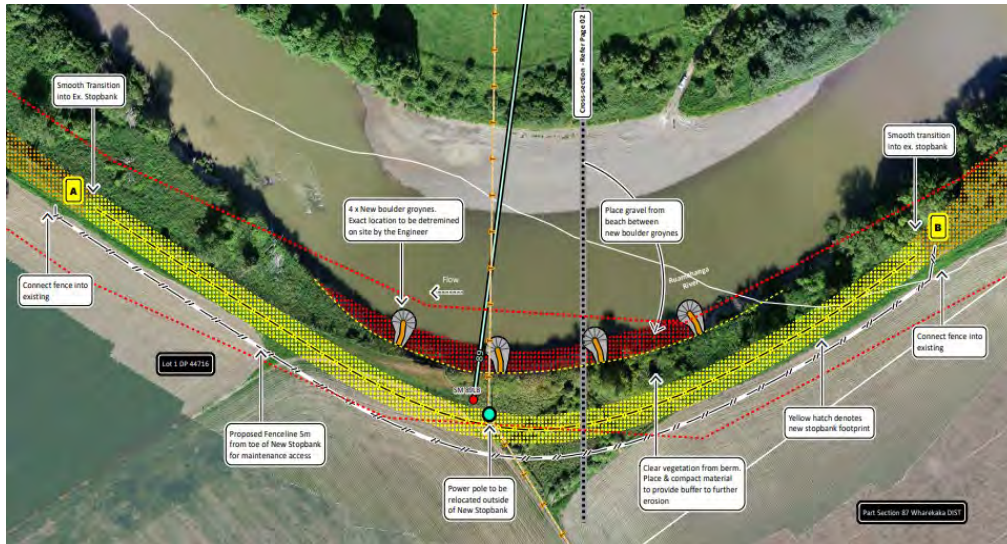 Smooth Transition
into Ex. Stopbank
A
Connect fence into
existing
Lot 1 DP 44716
Proposed Fenceline 5m
from toe of New Stopbank
for maintenance access
4 x New boulder groynes.
Exact location to be detremined
on site by the Engineer
Flow
89
Power pole to be
relocated outside
of New Stopbank
Cross-section - Refer Page 02
Place gravel from
beach between
new boulder groynes
Ruamahanga
River
Clear vegetation from berm.
Place & compact material
to provide buffer to further
erosion
Smooth transition
into ex. stopbank
B
Connect fence into
existing
Yellow hatch denotes
new stopbank footprint
Part Section 87 Wharekaka DIST